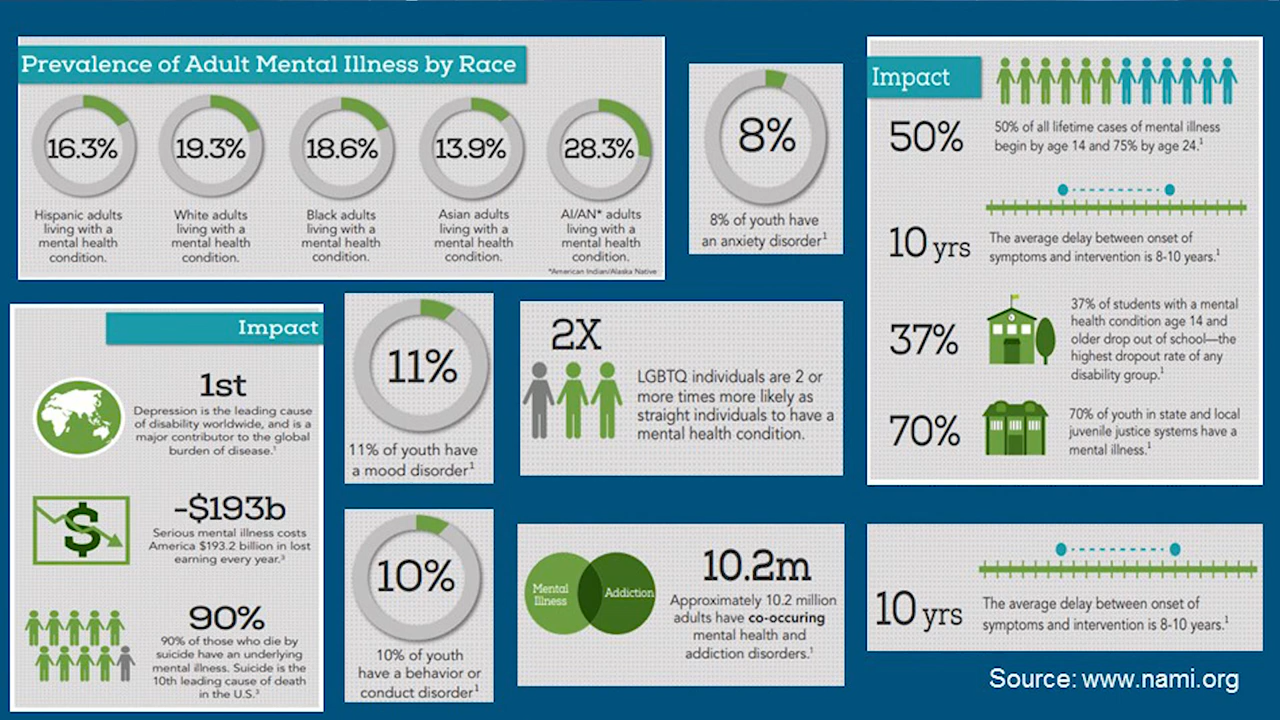 Prevalence of Adult Mental Illness by Race
16.3%
Hispanic adults
living with a
mental health
condition.
19.3%
White adults
living with a
mental health
condition.
18.6%
Black adults
living with a
mental health
condition.
13.9%
Asian adults
living with a
mental health
condition.
28.3%
AI/AN* adults
living with a
mental health
condition.
*American Indian/Alaska Native
8%
8% of youth have
an anxiety disorder¹
Impact
50%
50% of all lifetime cases of mental illness
begin by age 14 and 75% by age 24.¹
10 yrs
The average delay between onset of
symptoms and intervention is 8-10 years.¹
37%
37% of students with a mental
health condition age 14 and
older drop out of school—the
highest dropout rate of any
disability group.¹
70%
70% of youth in state and local
juvenile justice systems have a
mental illness.¹
Impact
1st
Depression is the leading cause
of disability worldwide, and is a
major contributor to the global
burden of disease.¹
-$193b
$
Serious mental illness costs
America $193.2 billion in lost
earning every year.³
90%
90% of those who die by
suicide have an underlying
mental illness. Suicide is the
10th leading cause of death
in the U.S.³
11%
11% of youth have
a mood disorder¹
2X
LGBTQ individuals are 2 or
more times more likely as
straight individuals to have a
mental health condition.
10%
10% of youth
have a behavior or
conduct disorder¹
Mental
Illness
Addiction
10.2m
Approximately 10.2 million
adults have co-occuring
mental health and
addiction disorders.¹
10 yrs
The average delay between onset of
symptoms and intervention is 8-10 years.¹
Source: www.nami.org